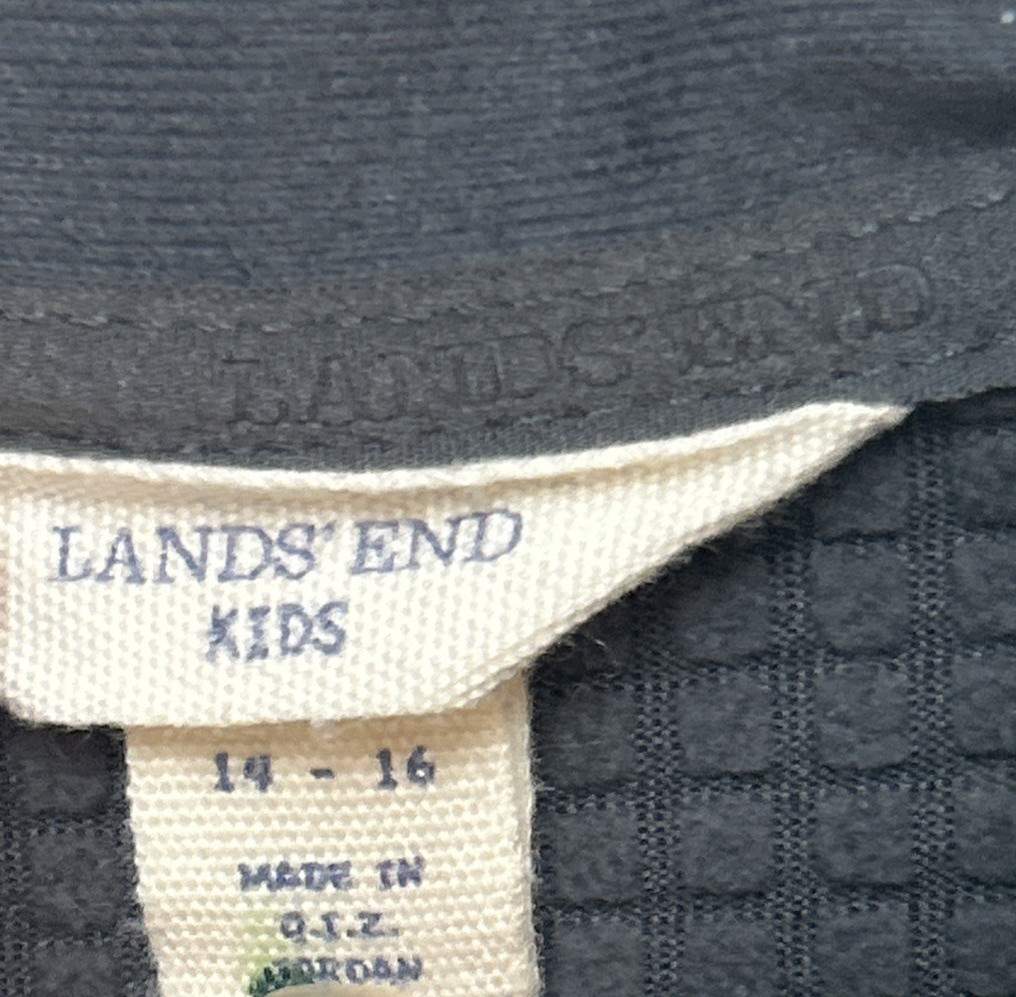 LANDS' END
LANDS' END
KIDS
14 - 16
MADE IN
Q.I.Z.
JORDAN